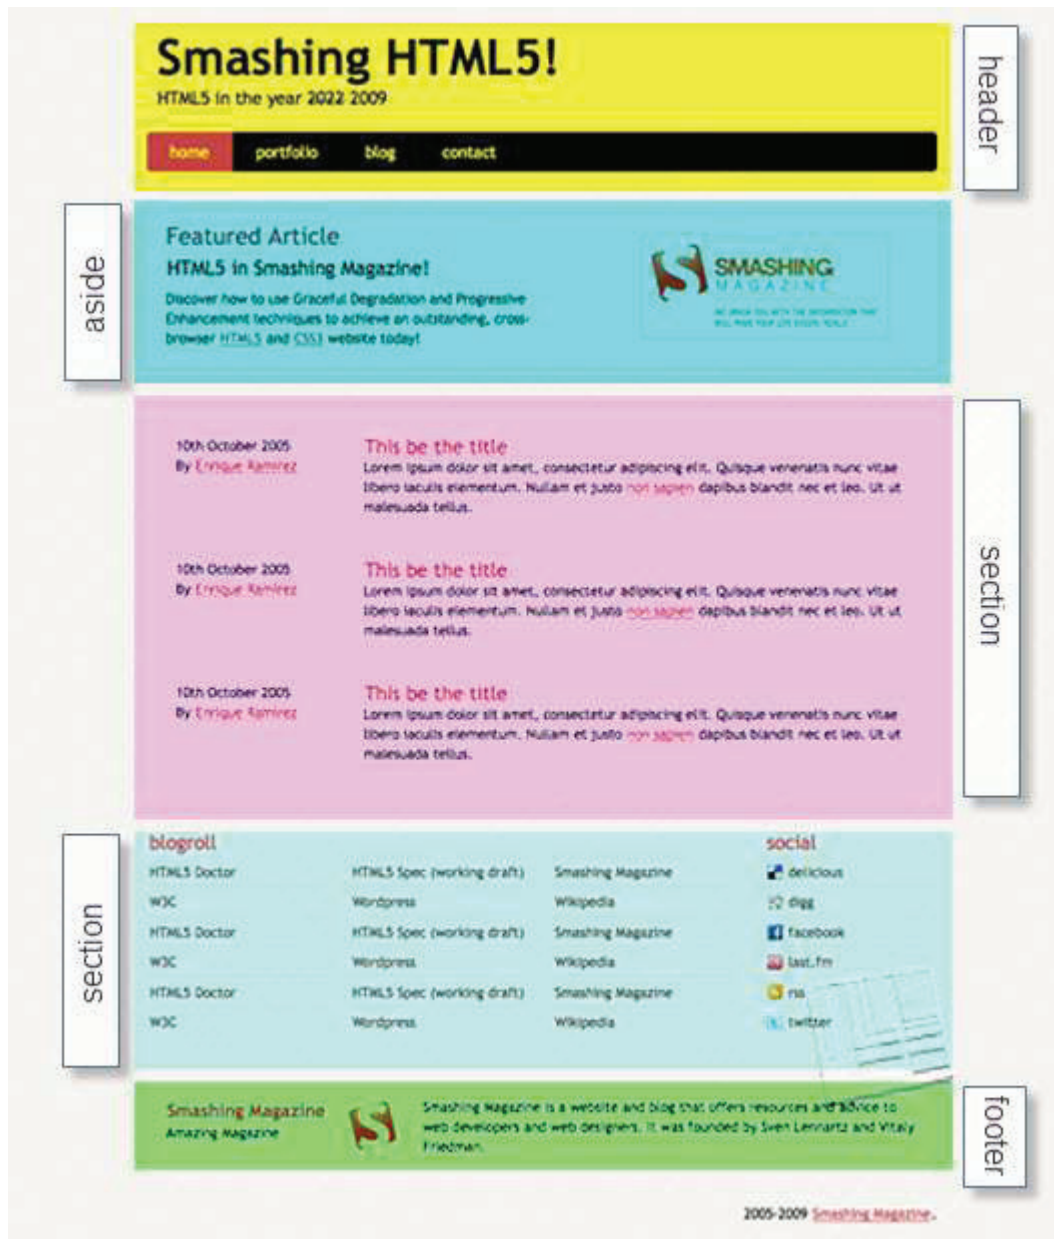 Smashing HTML5!
HTML5 in the year 2022 2009
home portfolio blog contact
header
aside
Featured Article
HTML5 in Smashing Magazine!
Discover how to use Graceful Degradation and Progressive
Enhancement techniques to achieve an outstanding, cross-
browser HTML5 and CSS3 website today!
SMASHING
MAGAZINE
10th October 2005
By Enrique Ramirez
This be the title
Lorem ipsum dolor sit amet, consectetur adipiscing elit. Quisque venenatis nunc vitae
libero iaculis elementum. Nullam et justo non sapien dapibus blandit nec et leo. Ut ut
malesuada tellus.
10th October 2005
By Enrique Ramirez
This be the title
Lorem ipsum dolor sit amet, consectetur adipiscing elit. Quisque venenatis nunc vitae
libero iaculis elementum. Nullam et justo non sapien dapibus blandit nec et leo. Ut ut
malesuada tellus.
10th October 2005
By Enrique Ramirez
This be the title
Lorem ipsum dolor sit amet, consectetur adipiscing elit. Quisque venenatis nunc vitae
libero iaculis elementum. Nullam et justo non sapien dapibus blandit nec et leo. Ut ut
malesuada tellus.
section
section
blogroll social
HTML5 Doctor HTML5 Spec (working draft) Smashing Magazine delicious
W3C Wordpress Wikipedia digg
HTML5 Doctor HTML5 Spec (working draft) Smashing Magazine facebook
W3C Wordpress Wikipedia last.fm
HTML5 Doctor HTML5 Spec (working draft) Smashing Magazine rss
W3C Wordpress Wikipedia twitter
Smashing Magazine
Amazing Magazine
Smashing Magazine is a website and blog that offers resources and advice to
web developers and web designers. It was founded by Sven Lennartz and Vitaly
Friedman.
footer
2005-2009 Smashing Magazine.